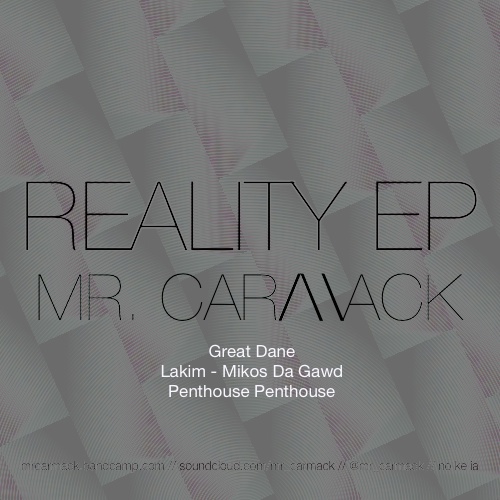 REALITY EP
MR. CARMACK
Great Dane
Lakim - Mikos Da Gawd
Penthouse Penthouse
mrcarmack.bandcamp.com // soundcloud.com/mr-carmack // @mr_carmack //